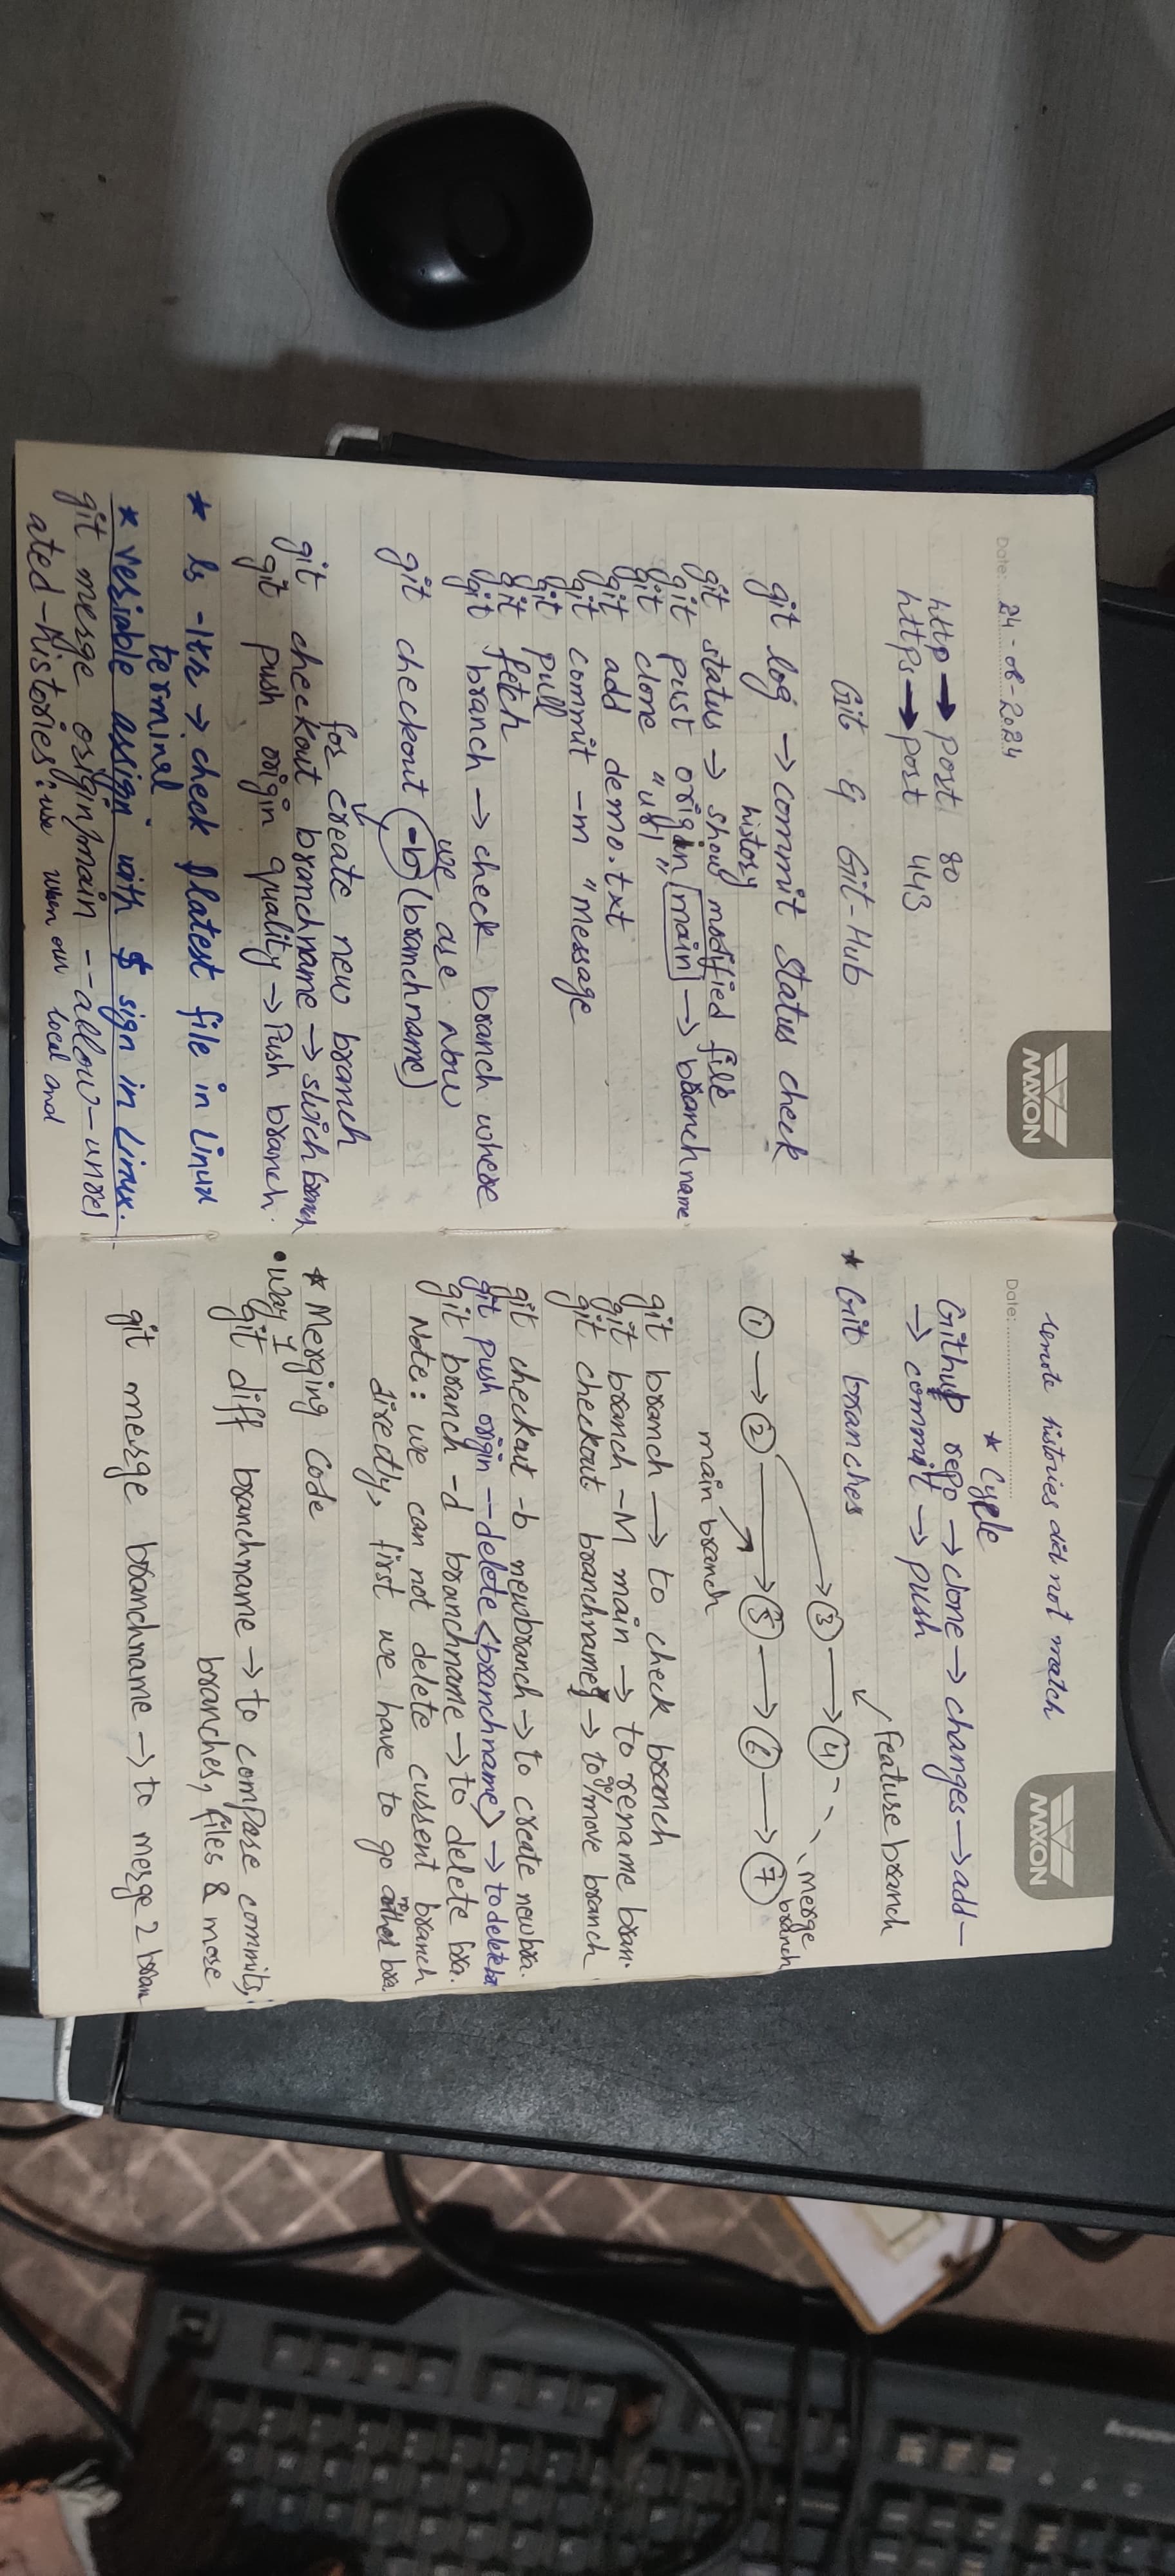 Date: 24-08-2024
MAXON
http → port 80
https → port 443
Git & Git-Hub
git log → commit status check
history
git status → show modified file
git push origin [main] → branch name
git clone "url"
git add demo.txt
git commit -m "message
git pull
git fetch
git branch → check branch where
we are now
git checkout (-b) (branchname)
for create new branch
git checkout branchname → swich branch
git push origin quality → Push branch.
* ls -ltr → check latest file in Linux
terminal
* veriable assign with $ sign in Linux.
git merge origin/main --allow-unrel
ated-histories: use when our local and
remote histories did not match
Date:
MAXON
* Cycle
Github repo → clone → changes → add –
→ commit → push
* Git branches
Feature branch
3 → 4
merge
branch
1 → 2 → 5 → 6 → 7
main branch
git branch → to check branch
git branch -M main → to rename bran.
git checkout branchname → to go/move branch
git checkout -b newbranch → to create newbra.
git push origin --delete <branchname> → to delete br
git branch -d branchname → to delete bra.
Note: we can not delete current branch
directly, first we have to go other bra.
* Merging Code
• way 1
git diff branchname → to compare commits,
branches, files & more
git merge branchname → to merge 2 bran